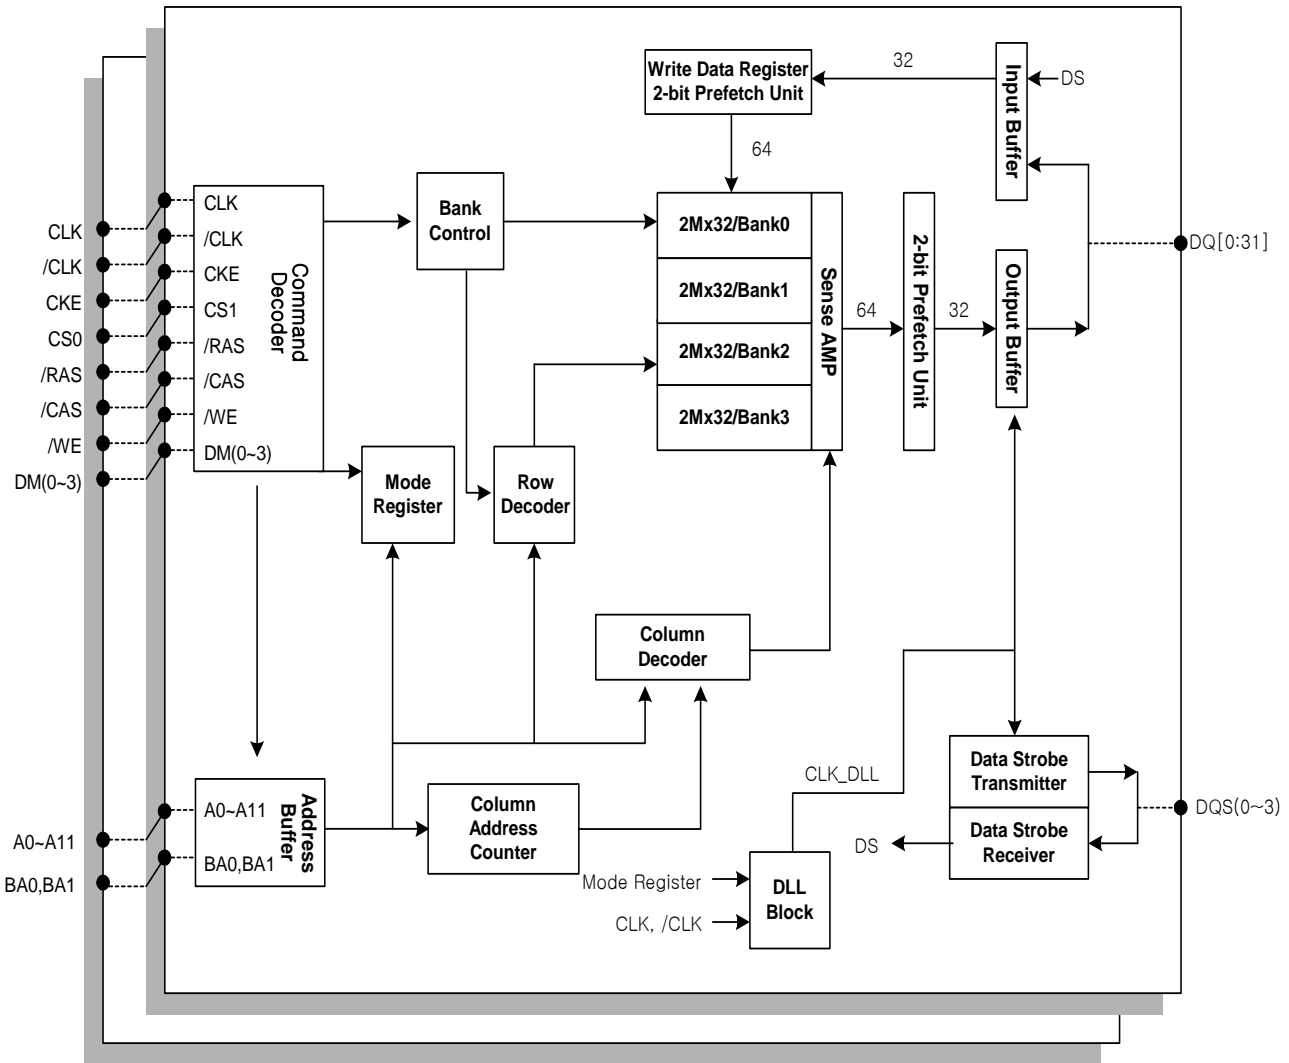 Write Data Register
2-bit Prefetch Unit
32
Input Buffer
DS
64
CLK
/CLK
CKE
CS0
/RAS
/CAS
/WE
DM(0~3)
CLK
/CLK
CKE
CS1
/RAS
/CAS
/WE
DM(0~3)
Command
Decoder
Bank
Control
2Mx32/Bank0
2Mx32/Bank1
2Mx32/Bank2
2Mx32/Bank3
Sense AMP
64
2-bit Prefetch Unit
32
Output Buffer
DQ[0:31]
Mode
Register
Row
Decoder
Column
Decoder
A0~A11
BA0,BA1
A0~A11
BA0,BA1
Address
Buffer
Column
Address
Counter
CLK_DLL
Mode Register
CLK, /CLK
DLL
Block
Data Strobe
Transmitter
Data Strobe
Receiver
DS
DQS(0~3)